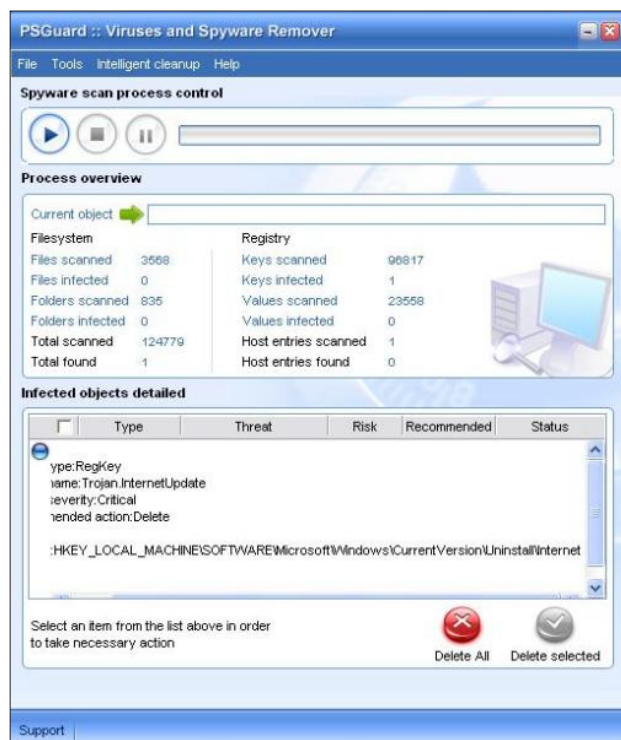 PSGuard :: Viruses and Spyware Remover
File Tools Intelligent cleanup Help
Spyware scan process control
Process overview
Current object
Filesystem Registry
Files scanned 3568 Keys scanned 96817
Files infected 0 Keys infected 1
Folders scanned 835 Values scanned 23558
Folders infected 0 Values infected 0
Total scanned 124779 Host entries scanned 1
Total found 1 Host entries found 0
Infected objects detailed
Type Threat Risk Recommended Status
ype:RegKey
name:Trojan.InternetUpdate
severity:Critical
nended action:Delete
:HKEY_LOCAL_MACHINE\SOFTWARE\Microsoft\Windows\CurrentVersion\Uninstall\Internet
Select an item from the list above in order
to take necessary action
Delete All Delete selected
Support